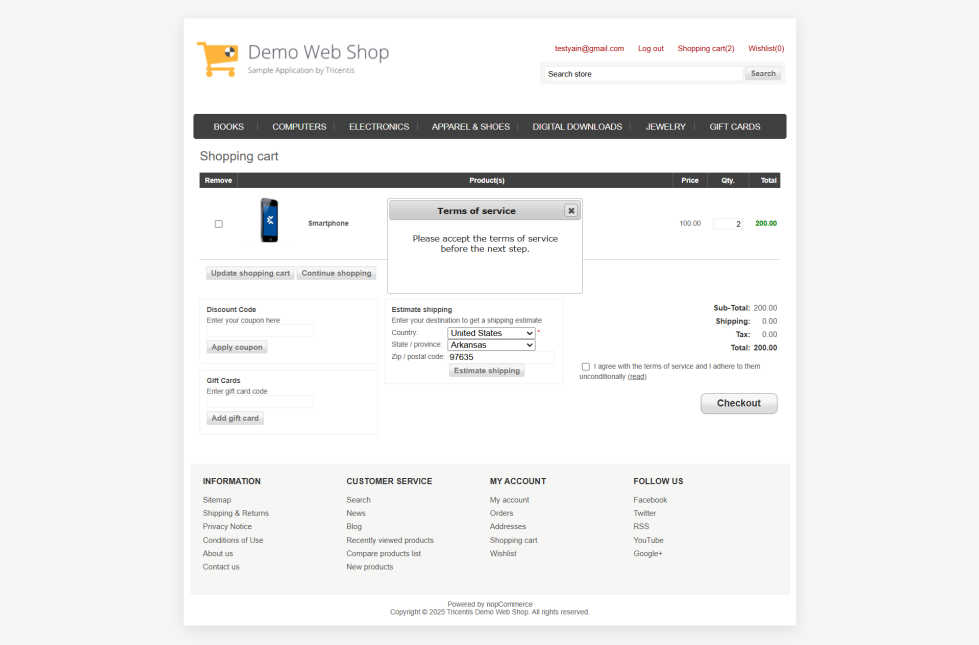 Demo Web Shop
Sample Application by Tricentis
testyain@gmail.com Log out Shopping cart(2) Wishlist(0)
Search store Search
BOOKS COMPUTERS ELECTRONICS APPAREL & SHOES DIGITAL DOWNLOADS JEWELRY GIFT CARDS
Shopping cart
Remove Product(s) Price Qty. Total
Smartphone 100.00 2 200.00
Terms of service
Please accept the terms of service
before the next step.
Update shopping cart Continue shopping
Discount Code
Enter your coupon here
Apply coupon
Gift Cards
Enter gift card code
Add gift card
Estimate shipping
Enter your destination to get a shipping estimate
Country: United States *
State / province: Arkansas
Zip / postal code: 97635
Estimate shipping
Sub-Total: 200.00
Shipping: 0.00
Tax: 0.00
Total: 200.00
I agree with the terms of service and I adhere to them
unconditionally (read)
Checkout
INFORMATION
Sitemap
Shipping & Returns
Privacy Notice
Conditions of Use
About us
Contact us
CUSTOMER SERVICE
Search
News
Blog
Recently viewed products
Compare products list
New products
MY ACCOUNT
My account
Orders
Addresses
Shopping cart
Wishlist
FOLLOW US
Facebook
Twitter
RSS
YouTube
Google+
Powered by nopCommerce
Copyright © 2025 Tricentis Demo Web Shop. All rights reserved.